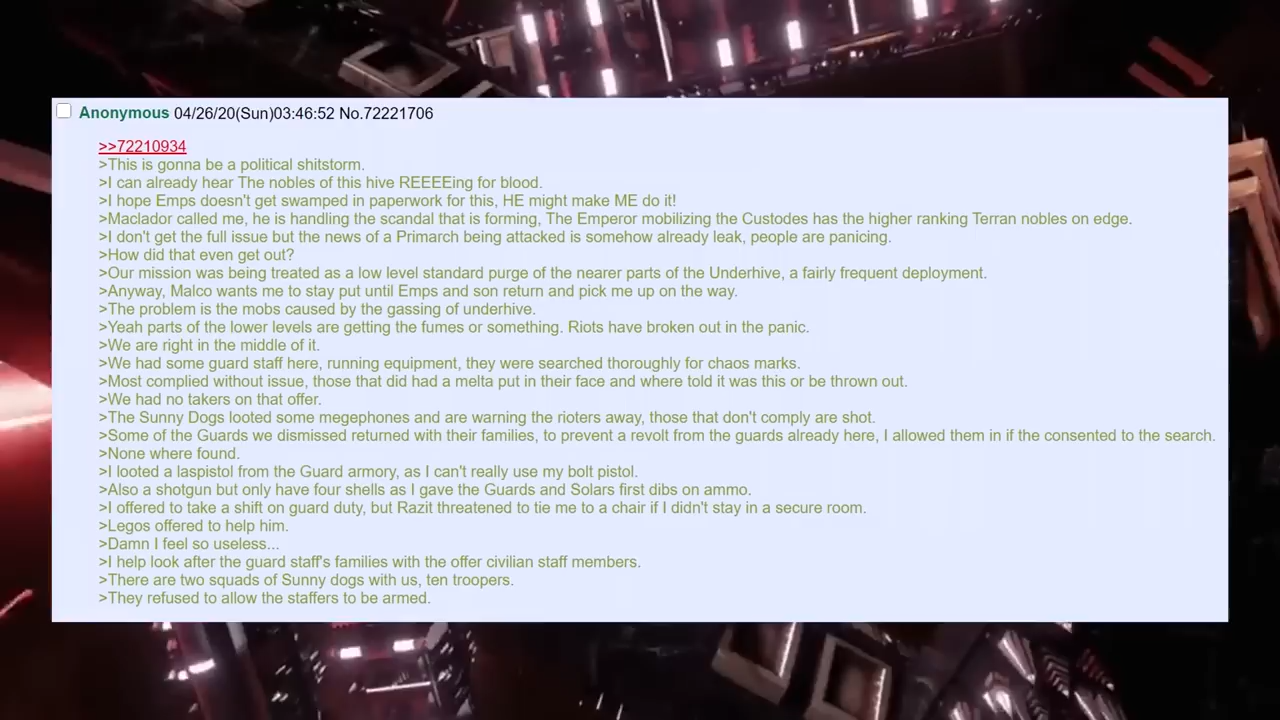 Anonymous 04/26/20(Sun)03:46:52 No.72221706
>>72210934
>This is gonna be a political shitstorm.
>I can already hear The nobles of this hive REEEEing for blood.
>I hope Emps doesn't get swamped in paperwork for this, HE might make ME do it!
>Maclador called me, he is handling the scandal that is forming, The Emperor mobilizing the Custodes has the higher ranking Terran nobles on edge.
>I don't get the full issue but the news of a Primarch being attacked is somehow already leak, people are panicing.
>How did that even get out?
>Our mission was being treated as a low level standard purge of the nearer parts of the Underhive, a fairly frequent deployment.
>Anyway, Malco wants me to stay put until Emps and son return and pick me up on the way.
>The problem is the mobs caused by the gassing of underhive.
>Yeah parts of the lower levels are getting the fumes or something. Riots have broken out in the panic.
>We are right in the middle of it.
>We had some guard staff here, running equipment, they were searched thoroughly for chaos marks.
>Most complied without issue, those that did had a melta put in their face and where told it was this or be thrown out.
>We had no takers on that offer.
>The Sunny Dogs looted some megephones and are warning the rioters away, those that don't comply are shot.
>Some of the Guards we dismissed returned with their families, to prevent a revolt from the guards already here, I allowed them in if the consented to the search.
>None where found.
>I looted a laspistol from the Guard armory, as I can't really use my bolt pistol.
>Also a shotgun but only have four shells as I gave the Guards and Solars first dibs on ammo.
>I offered to take a shift on guard duty, but Razit threatened to tie me to a chair if I didn't stay in a secure room.
>Legos offered to help him.
>Damn I feel so useless...
>I help look after the guard staff's families with the offer civilian staff members.
>There are two squads of Sunny dogs with us, ten troopers.
>They refused to allow the staffers to be armed.